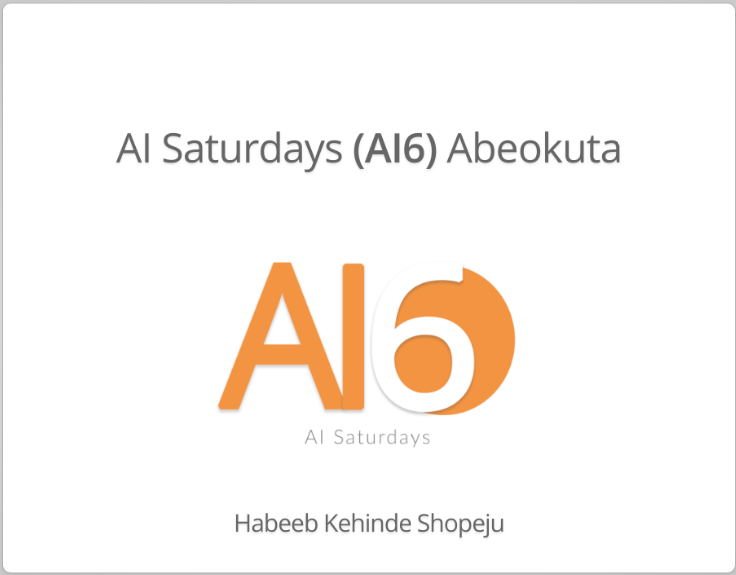 AI Saturdays (AI6) Abeokuta
AI6
AI Saturdays
Habeeb Kehinde Shopeju